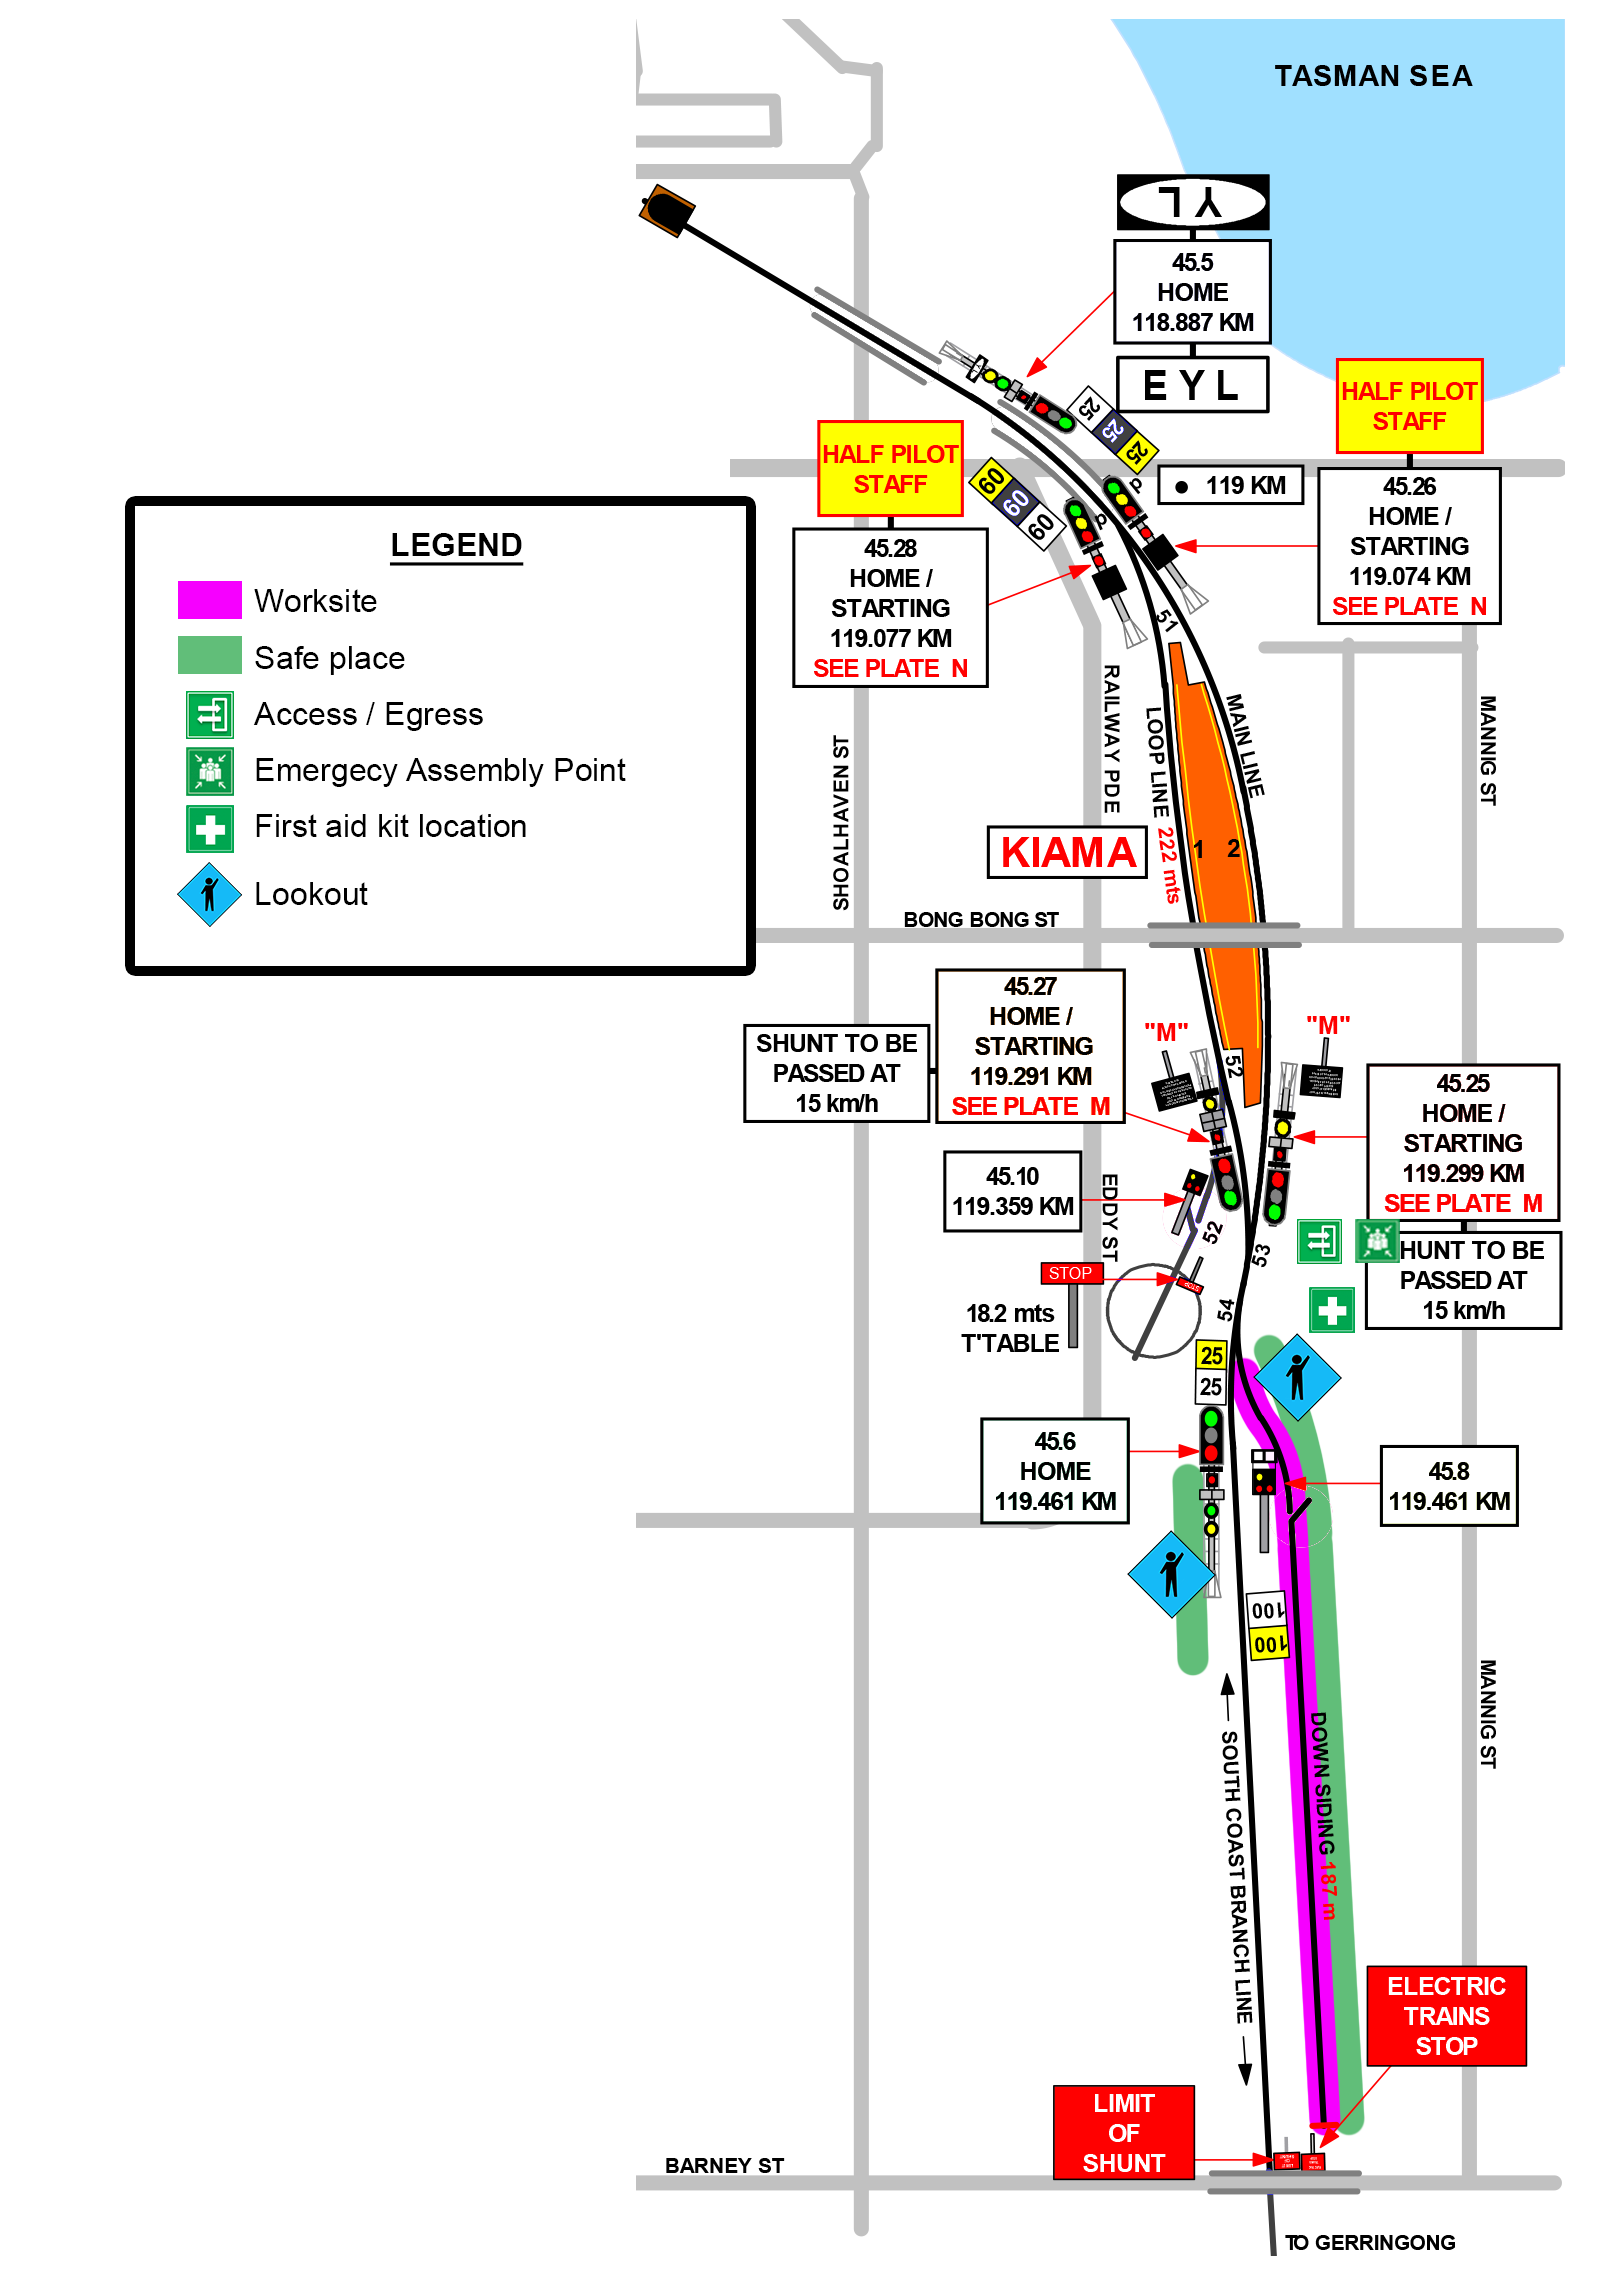 TASMAN SEA
YL
45.5
HOME
118.887 KM
EYL
HALF PILOT
STAFF
HALF PILOT
STAFF
25
25
25
60
60
60
119 KM
45.26
HOME /
STARTING
119.074 KM
SEE PLATE N
45.28
HOME /
STARTING
119.077 KM
SEE PLATE N
P
P
51
LEGEND
Worksite
Safe place
Access / Egress
Emergecy Assembly Point
First aid kit location
Lookout
SHOALHAVEN ST
RAILWAY PDE
LOOP LINE 222 mts
MAIN LINE
MANNIG ST
KIAMA
1
2
BONG BONG ST
45.27
HOME /
STARTING
119.291 KM
SEE PLATE M
SHUNT TO BE
PASSED AT
15 km/h
"M"
"M"
52
45.25
HOME /
STARTING
119.299 KM
SEE PLATE M
45.10
119.359 KM
EDDY ST
52
53
HUNT TO BE
PASSED AT
15 km/h
STOP
STOP
18.2 mts
T'TABLE
54
25
25
45.6
HOME
119.461 KM
45.8
119.461 KM
100
100
MANNIG ST
DOWN SIDING 187 m
SOUTH COAST BRANCH LINE
ELECTRIC
TRAINS
STOP
LIMIT
OF
SHUNT
BARNEY ST
TO GERRINGONG